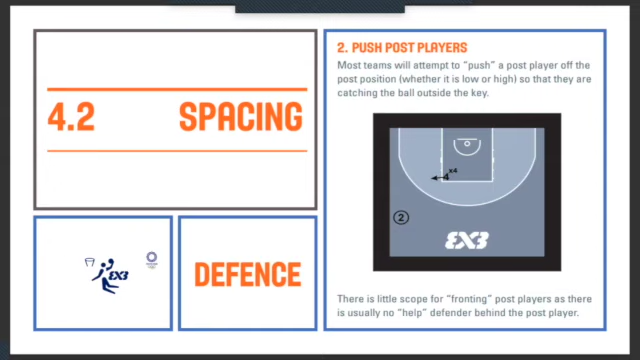 4.2 SPACING
DEFENCE
3X3
2. PUSH POST PLAYERS
Most teams will attempt to “push” a post player off the
post position (whether it is low or high) so that they are
catching the ball outside the key.
x4
4
2
3X3
There is little scope for “fronting” post players as there
is usually no “help” defender behind the post player.